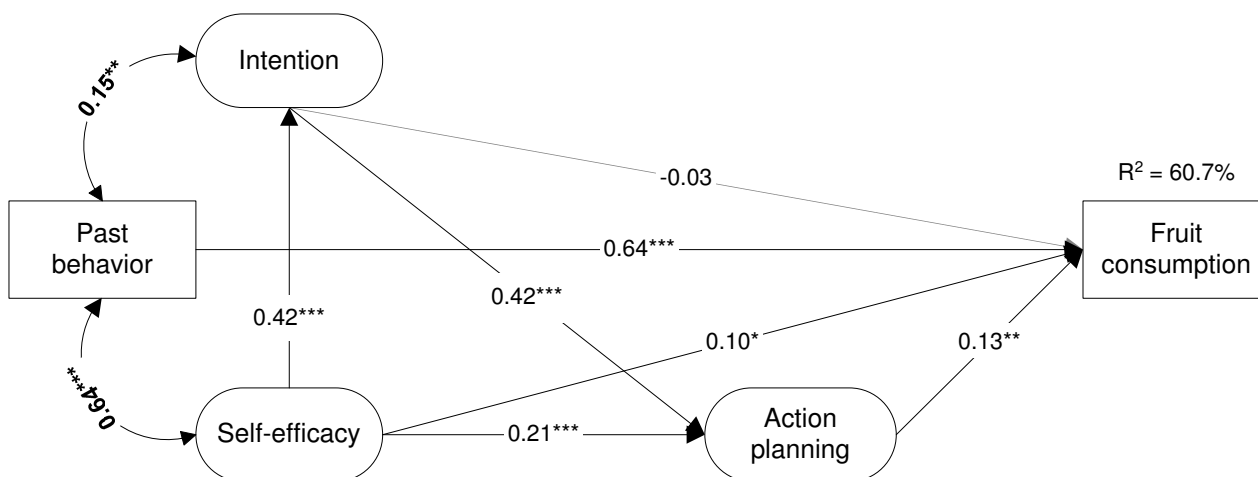 Intention
0.15**
-0.03
R² = 60.7%
Past
behavior
0.64***
Fruit
consumption
0.42***
0.42***
0.10*
0.13**
0.64***
Self-efficacy
0.21***
Action
planning